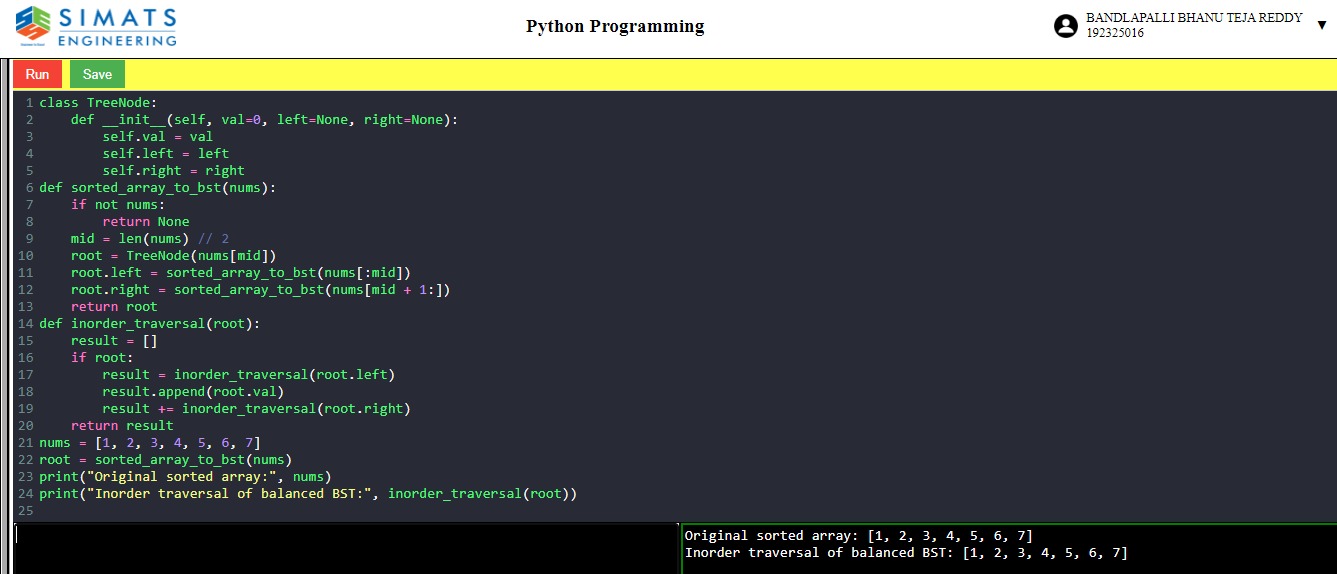 SIMATS
ENGINEERING
Python Programming
BANDLAPALLI BHANU TEJA REDDY
192325016
Run
Save
1 class TreeNode:
2     def __init__(self, val=0, left=None, right=None):
3         self.val = val
4         self.left = left
5         self.right = right
6 def sorted_array_to_bst(nums):
7     if not nums:
8         return None
9     mid = len(nums) // 2
10     root = TreeNode(nums[mid])
11     root.left = sorted_array_to_bst(nums[:mid])
12     root.right = sorted_array_to_bst(nums[mid + 1:])
13     return root
14 def inorder_traversal(root):
15     result = []
16     if root:
17         result = inorder_traversal(root.left)
18         result.append(root.val)
19         result += inorder_traversal(root.right)
20     return result
21 nums = [1, 2, 3, 4, 5, 6, 7]
22 root = sorted_array_to_bst(nums)
23 print("Original sorted array:", nums)
24 print("Inorder traversal of balanced BST:", inorder_traversal(root))
25
Original sorted array: [1, 2, 3, 4, 5, 6, 7]
Inorder traversal of balanced BST: [1, 2, 3, 4, 5, 6, 7]